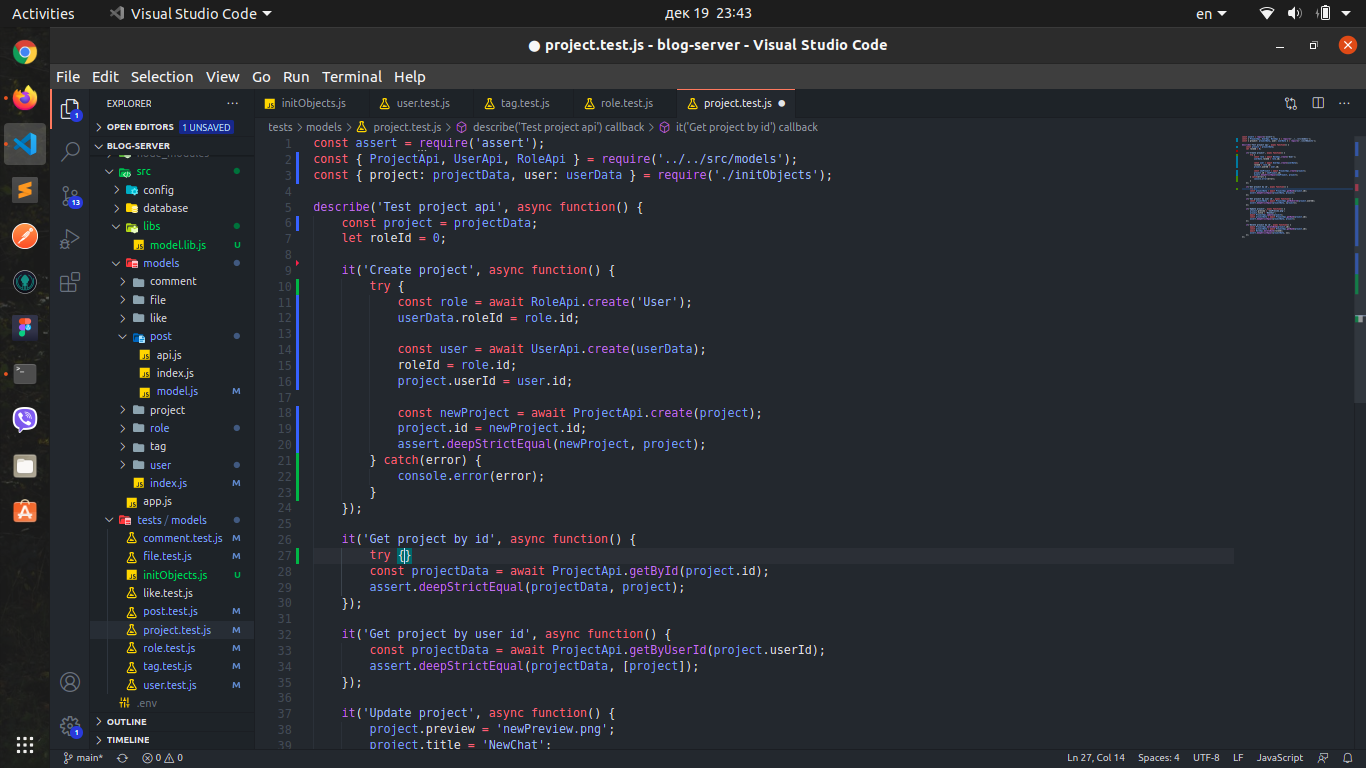 Activities Visual Studio Code дек 19 23:43 en
● project.test.js - blog-server - Visual Studio Code
File Edit Selection View Go Run Terminal Help
EXPLORER
OPEN EDITORS 1 UNSAVED
BLOG-SERVER
node_modules
src
config
database
libs
model.lib.js U
models
comment
file
like
post
api.js
index.js
model.js M
project
role
tag
user
index.js M
app.js
tests / models
comment.test.js M
file.test.js M
initObjects.js U
like.test.js
post.test.js M
project.test.js M
role.test.js M
tag.test.js M
user.test.js M
.env
OUTLINE
TIMELINE
1
13
1
initObjects.js user.test.js tag.test.js role.test.js project.test.js ●
tests > models > project.test.js > describe('Test project api') callback > it('Get project by id') callback
1 const assert = require('assert');
2 const { ProjectApi, UserApi, RoleApi } = require('../../src/models');
3 const { project: projectData, user: userData } = require('./initObjects');
4
5 describe('Test project api', async function() {
6 const project = projectData;
7 let roleId = 0;
8
9 it('Create project', async function() {
10 try {
11 const role = await RoleApi.create('User');
12 userData.roleId = role.id;
13
14 const user = await UserApi.create(userData);
15 roleId = role.id;
16 project.userId = user.id;
17
18 const newProject = await ProjectApi.create(project);
19 project.id = newProject.id;
20 assert.deepStrictEqual(newProject, project);
21 } catch(error) {
22 console.error(error);
23 }
24 });
25
26 it('Get project by id', async function() {
27 try {}
28 const projectData = await ProjectApi.getById(project.id);
29 assert.deepStrictEqual(projectData, project);
30 });
31
32 it('Get project by user id', async function() {
33 const projectData = await ProjectApi.getByUserId(project.userId);
34 assert.deepStrictEqual(projectData, [project]);
35 });
36
37 it('Update project', async function() {
38 project.preview = 'newPreview.png';
39 project.title = 'NewChat';
main* 0 0 Ln 27, Col 14 Spaces: 4 UTF-8 LF JavaScript